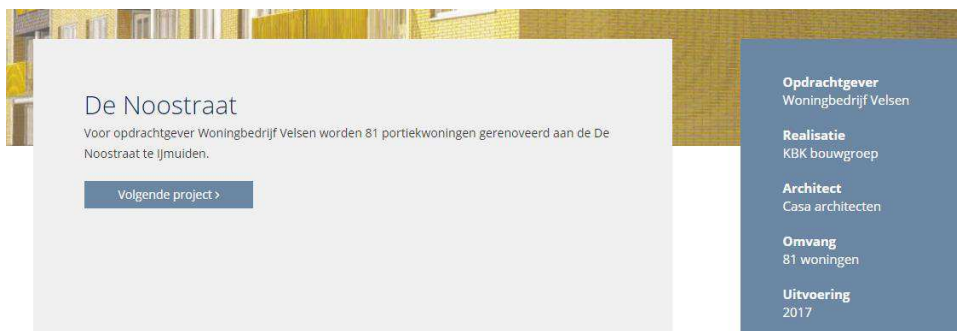 De Noostraat
Voor opdrachtgever Woningbedrijf Velsen worden 81 portiekwoningen gerenoveerd aan de De
Noostraat te Ijmuiden.
Volgende project ›
Opdrachtgever
Woningbedrijf Velsen
Realisatie
KBK bouwgroep
Architect
Casa architecten
Omvang
81 woningen
Uitvoering
2017